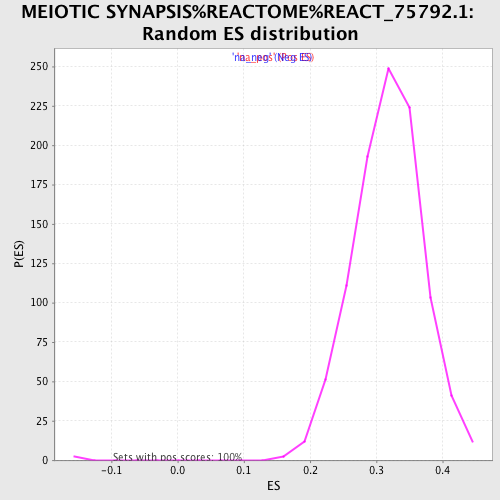 MEIOTIC SYNAPSIS%REACTOME%REACT_75792.1:
Random ES distribution
250
225
200
175
150
125
100
75
50
25
0
P(ES)
Sets with pos scores: 100%
-0.1 0.0 0.1 0.2 0.3 0.4
ES